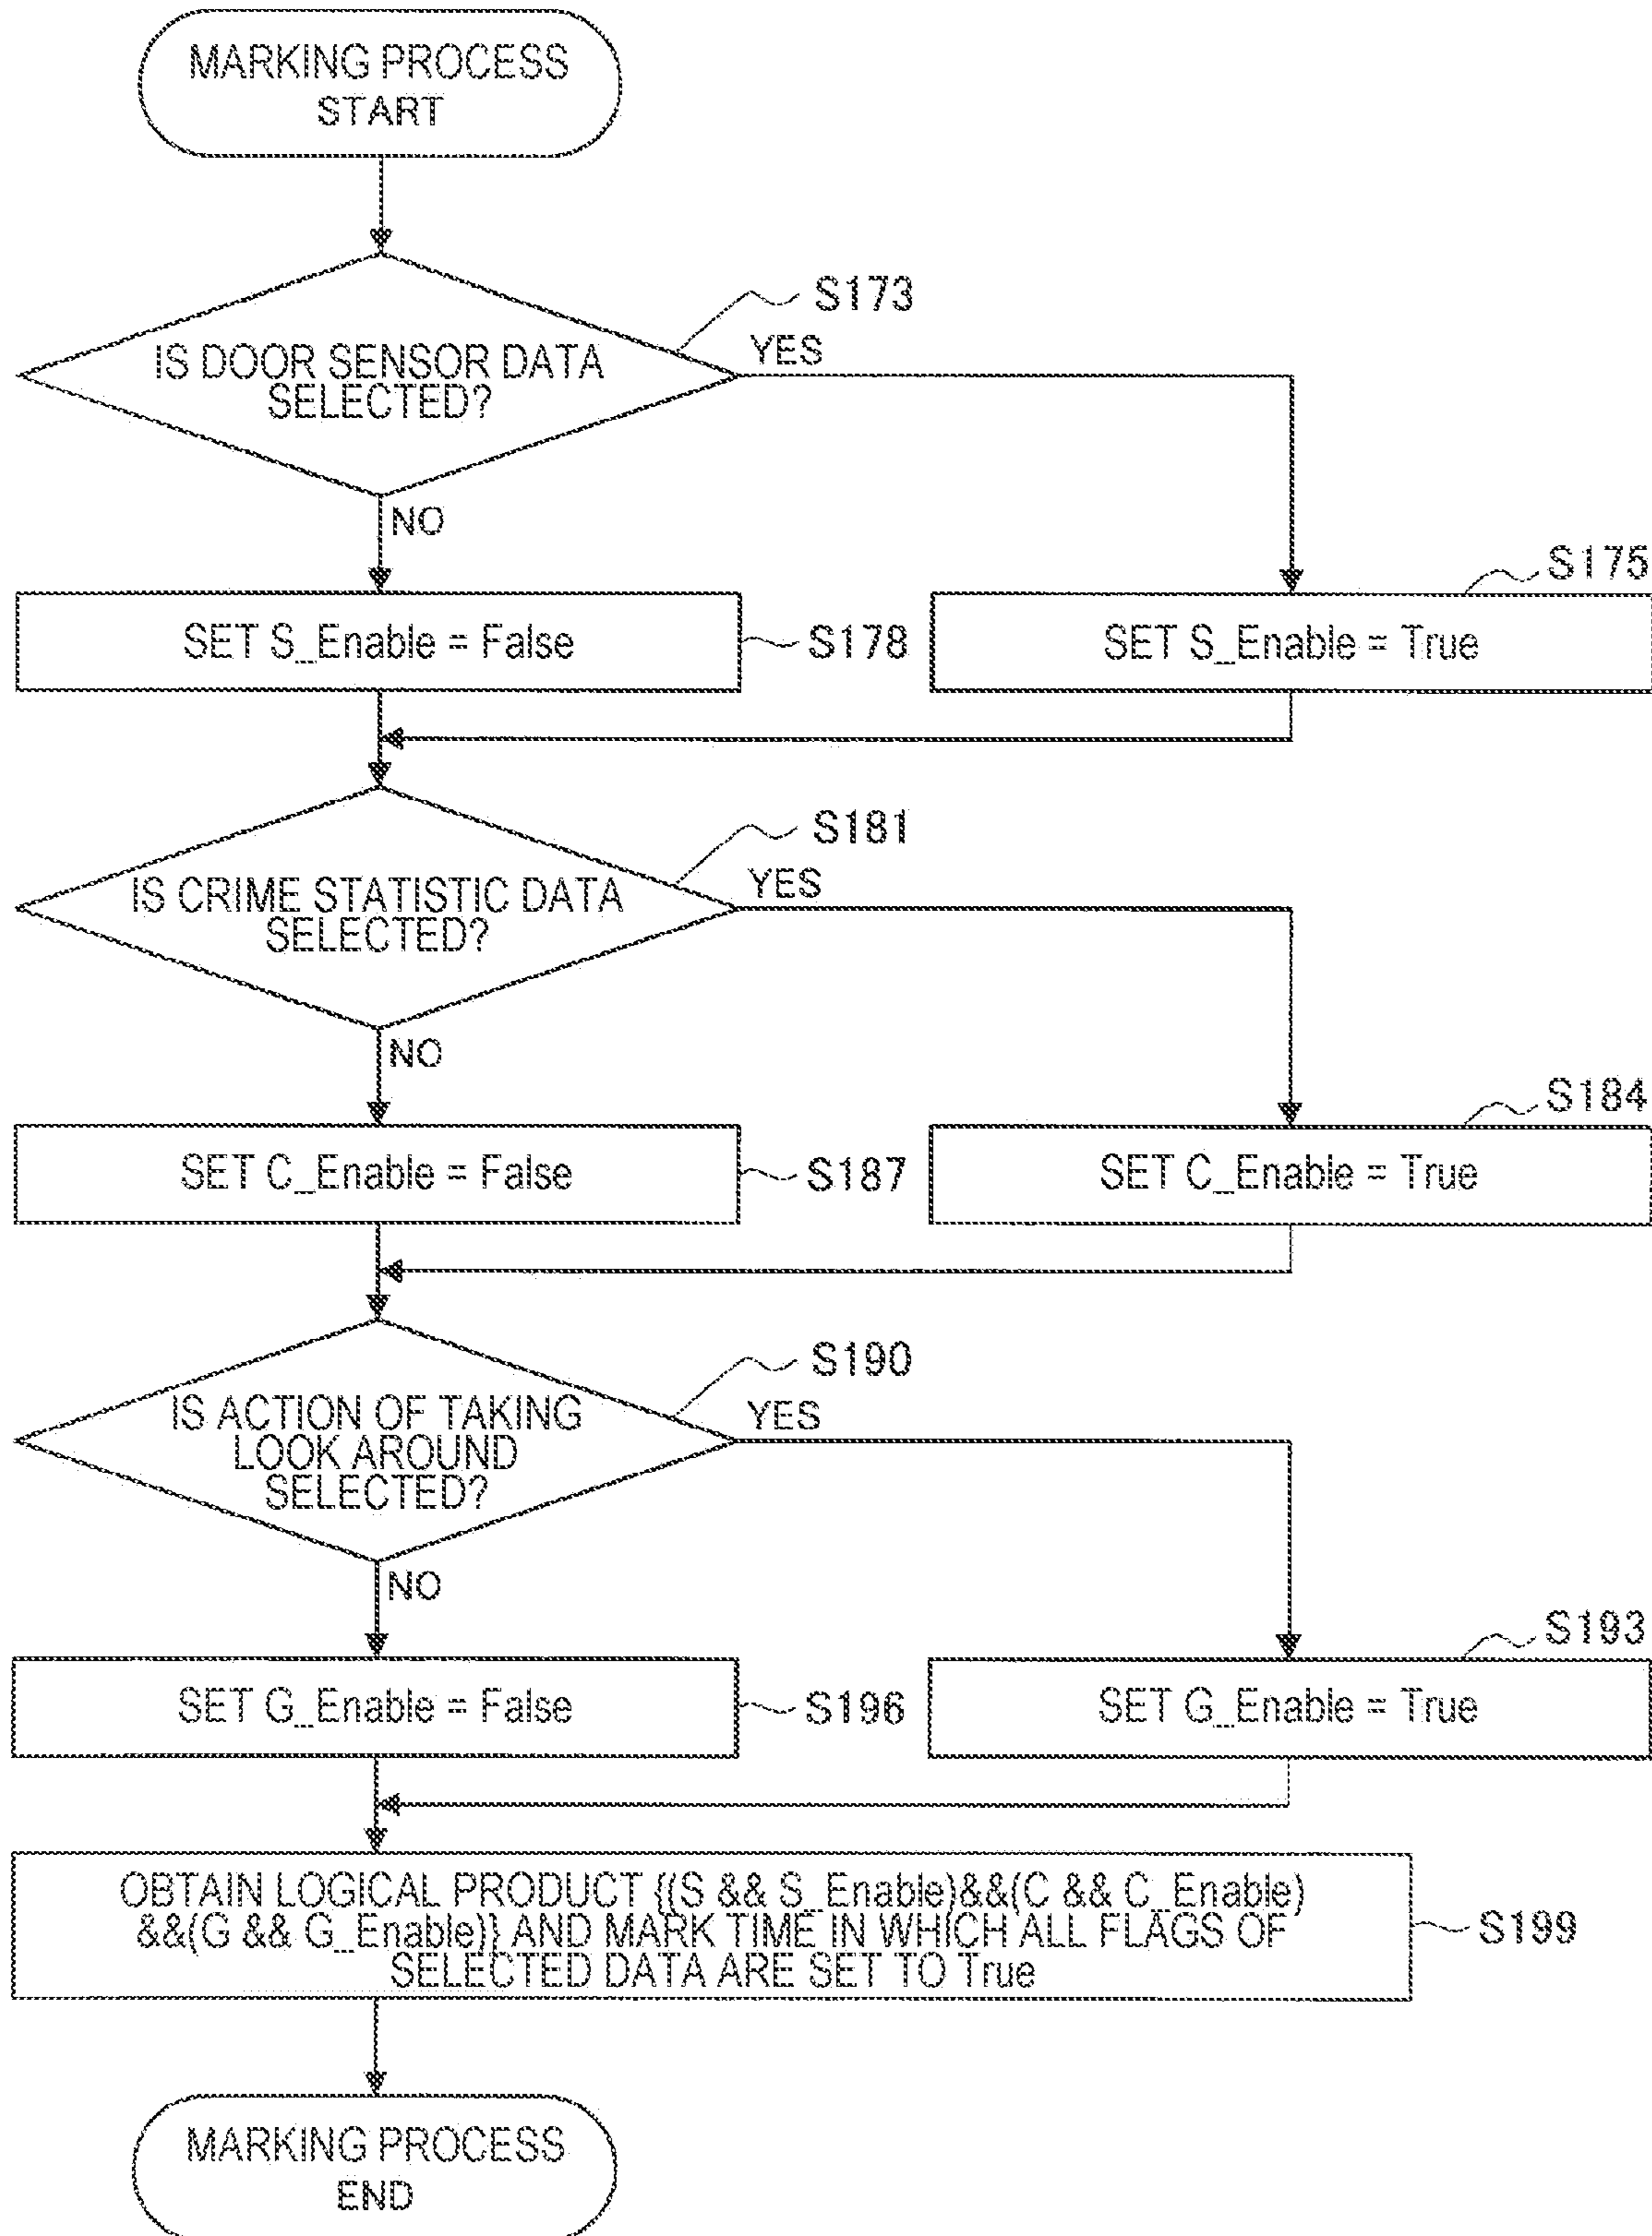 MARKING PROCESS
START
S173
IS DOOR SENSOR DATA
SELECTED?
YES
NO
S175
SET S_Enable = False
S178
SET S_Enable = True
S181
IS CRIME STATISTIC DATA
SELECTED?
YES
NO
S184
SET C_Enable = False
S187
SET C_Enable = True
S190
IS ACTION OF TAKING
LOOK AROUND
SELECTED?
YES
NO
S193
SET G_Enable = False
S196
SET G_Enable = True
OBTAIN LOGICAL PRODUCT {(S && S_Enable)&&(C && C_Enable)
&&(G && G_Enable)} AND MARK TIME IN WHICH ALL FLAGS OF
SELECTED DATA ARE SET TO True
S199
MARKING PROCESS
END